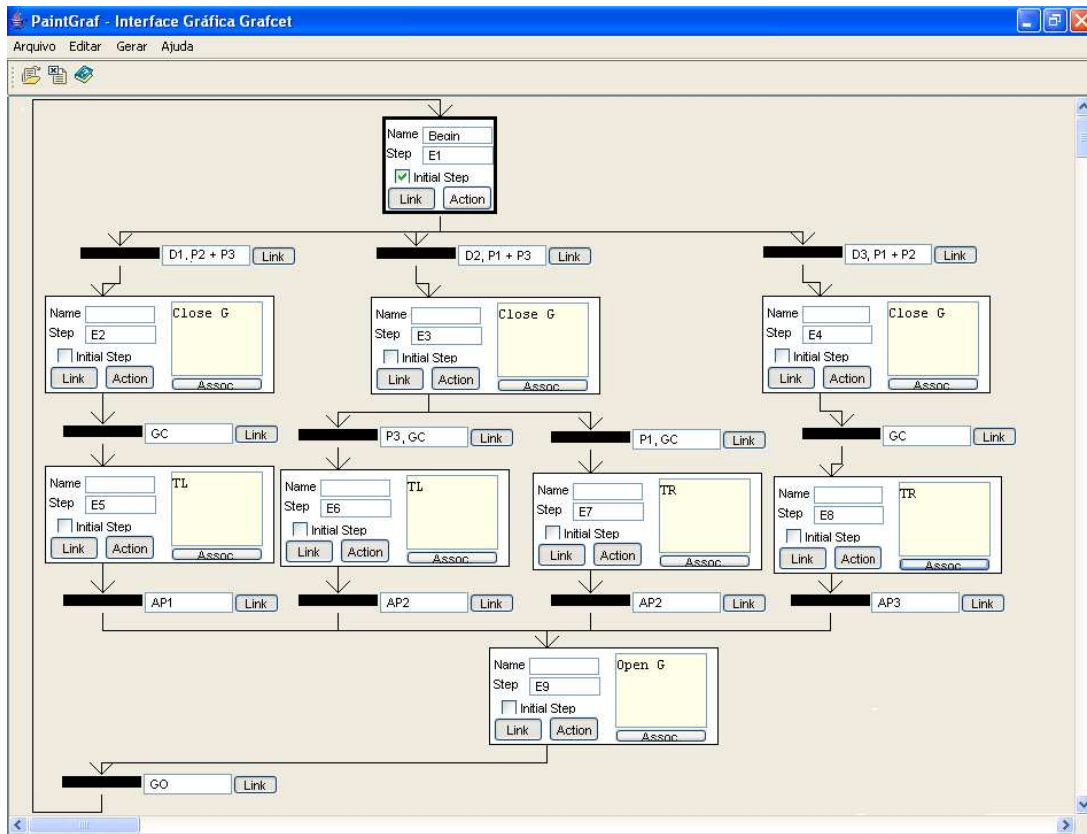 PaintGraf - Interface Gráfica Grafcet
Arquivo Editar Gerar Ajuda
Name Begin
Step E1
Initial Step
Link Action
D1, P2 + P3 Link
D2, P1 + P3 Link
D3, P1 + P2 Link
Name
Close G
Step E2
Initial Step
Link Action
Assoc
Name
Close G
Step E3
Initial Step
Link Action
Assoc
Name
Close G
Step E4
Initial Step
Link Action
Assoc
GC Link
P3, GC Link
P1, GC Link
GC Link
Name
TL
Step E5
Initial Step
Link Action
Assoc
Name
TL
Step E6
Initial Step
Link Action
Assoc
Name
TR
Step E7
Initial Step
Link Action
Assoc
Name
TR
Step E8
Initial Step
Link Action
Assoc
AP1 Link
AP2 Link
AP2 Link
AP3 Link
Name
Open G
Step E9
Initial Step
Link Action
Assoc
GO Link